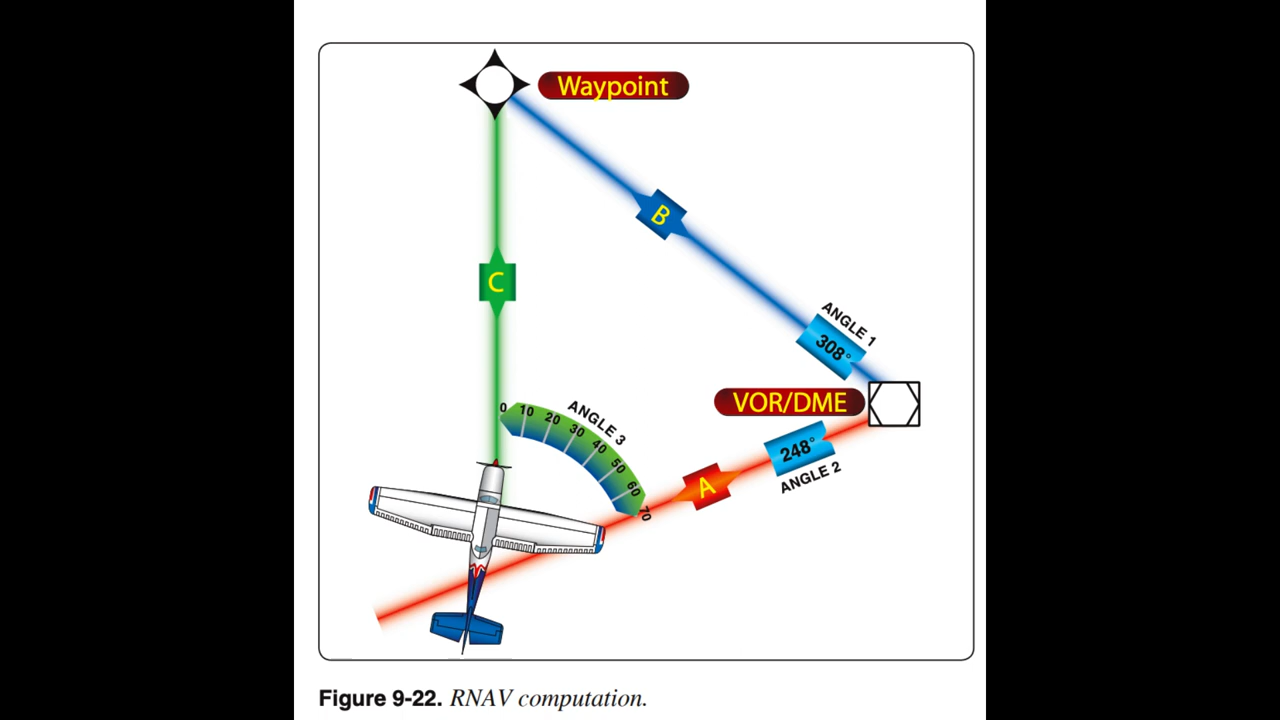 Waypoint
B
C
ANGLE 1
308°
VOR/DME
0 10 20 30 40 50 60 70
ANGLE 3
248°
A
ANGLE 2
Figure 9-22. RNAV computation.